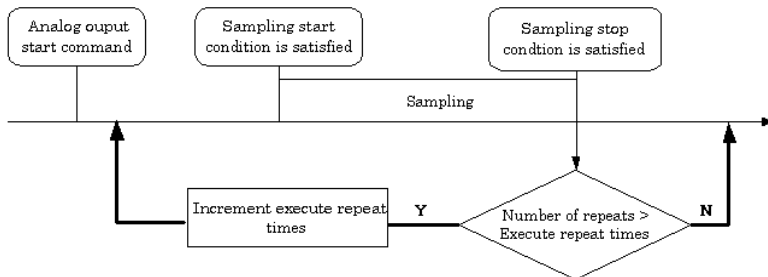 Analog ouput
start command
Sampling start
condition is satisfied
Sampling stop
condtion is satisfied
Sampling
Increment execute repeat
times
Y
Number of repeats >
Execute repeat times
N